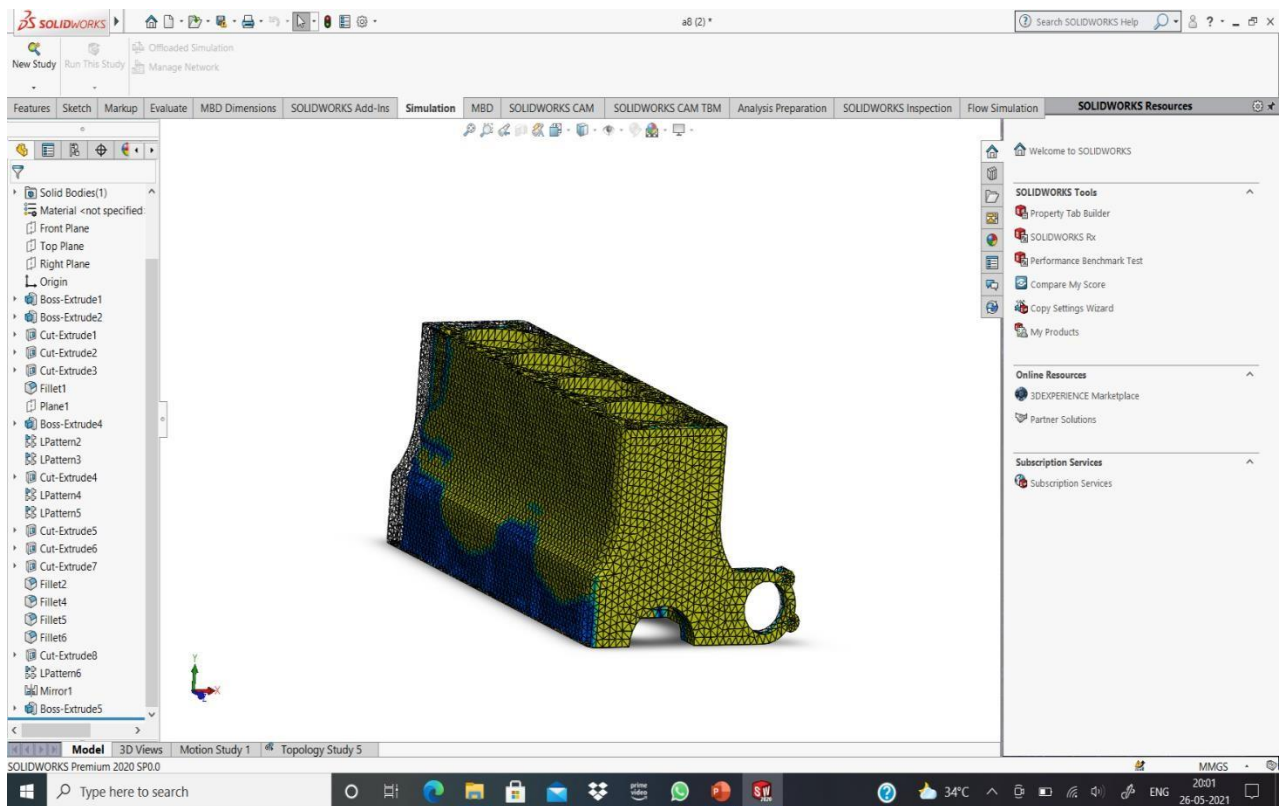 SOLIDWORKS
a8 (2) *
Search SOLIDWORKS Help
New Study
Run This Study
Offloaded Simulation
Manage Network
Features Sketch Markup Evaluate MBD Dimensions SOLIDWORKS Add-Ins Simulation MBD SOLIDWORKS CAM SOLIDWORKS CAM TBM Analysis Preparation SOLIDWORKS Inspection Flow Simulation
SOLIDWORKS Resources
Solid Bodies(1)
Material <not specified
Front Plane
Top Plane
Right Plane
Origin
Boss-Extrude1
Boss-Extrude2
Cut-Extrude1
Cut-Extrude2
Cut-Extrude3
Fillet1
Plane1
Boss-Extrude4
LPattern2
LPattern3
Cut-Extrude4
LPattern4
LPattern5
Cut-Extrude5
Cut-Extrude6
Cut-Extrude7
Fillet2
Fillet4
Fillet5
Fillet6
Cut-Extrude8
LPattern6
Mirror1
Boss-Extrude5
Y
X
Z
Welcome to SOLIDWORKS
SOLIDWORKS Tools
Property Tab Builder
SOLIDWORKS Rx
Performance Benchmark Test
Compare My Score
Copy Settings Wizard
My Products
Online Resources
3DEXPERIENCE Marketplace
Partner Solutions
Subscription Services
Subscription Services
Model 3D Views Motion Study 1 Topology Study 5
SOLIDWORKS Premium 2020 SP0.0
MMGS
Type here to search
prime video
SW 2020
34°C
ENG
20:01
26-05-2021